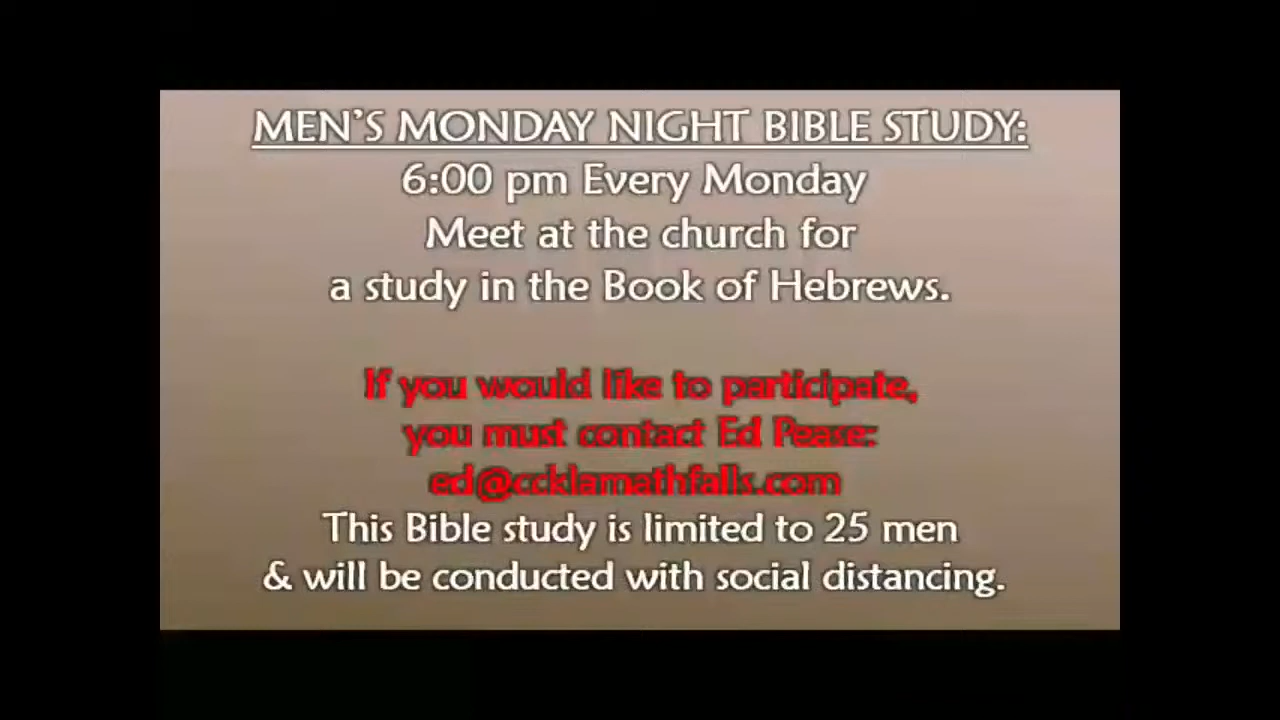 MEN'S MONDAY NIGHT BIBLE STUDY:
6:00 pm Every Monday
Meet at the church for
a study in the Book of Hebrews.
If you would like to participate,
you must contact Ed Pease:
ed@ccklamathfalls.com
This Bible study is limited to 25 men
& will be conducted with social distancing.